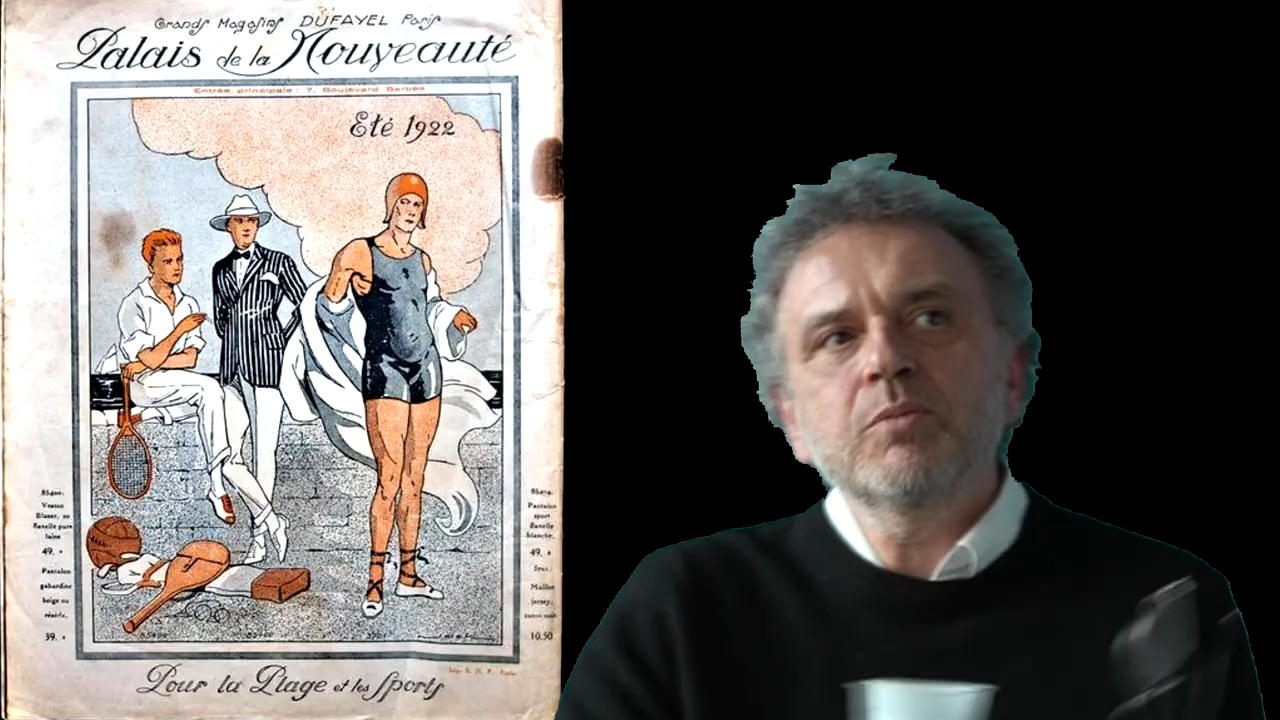 Grands Magasins DUFAYEL Paris
Palais de la Nouveauté
Entrée principale : 7, Boulevard Barbès
Eté 1922
85400.
Veston
Blazer, en
flanelle pure
laine
49. »
Pantalon
gabardine
beige ou
39. »
Pantalon
sport
flanelle
blanche.
49. »
Maillot
jersey,
10.50
Pour la Plage et les Sports